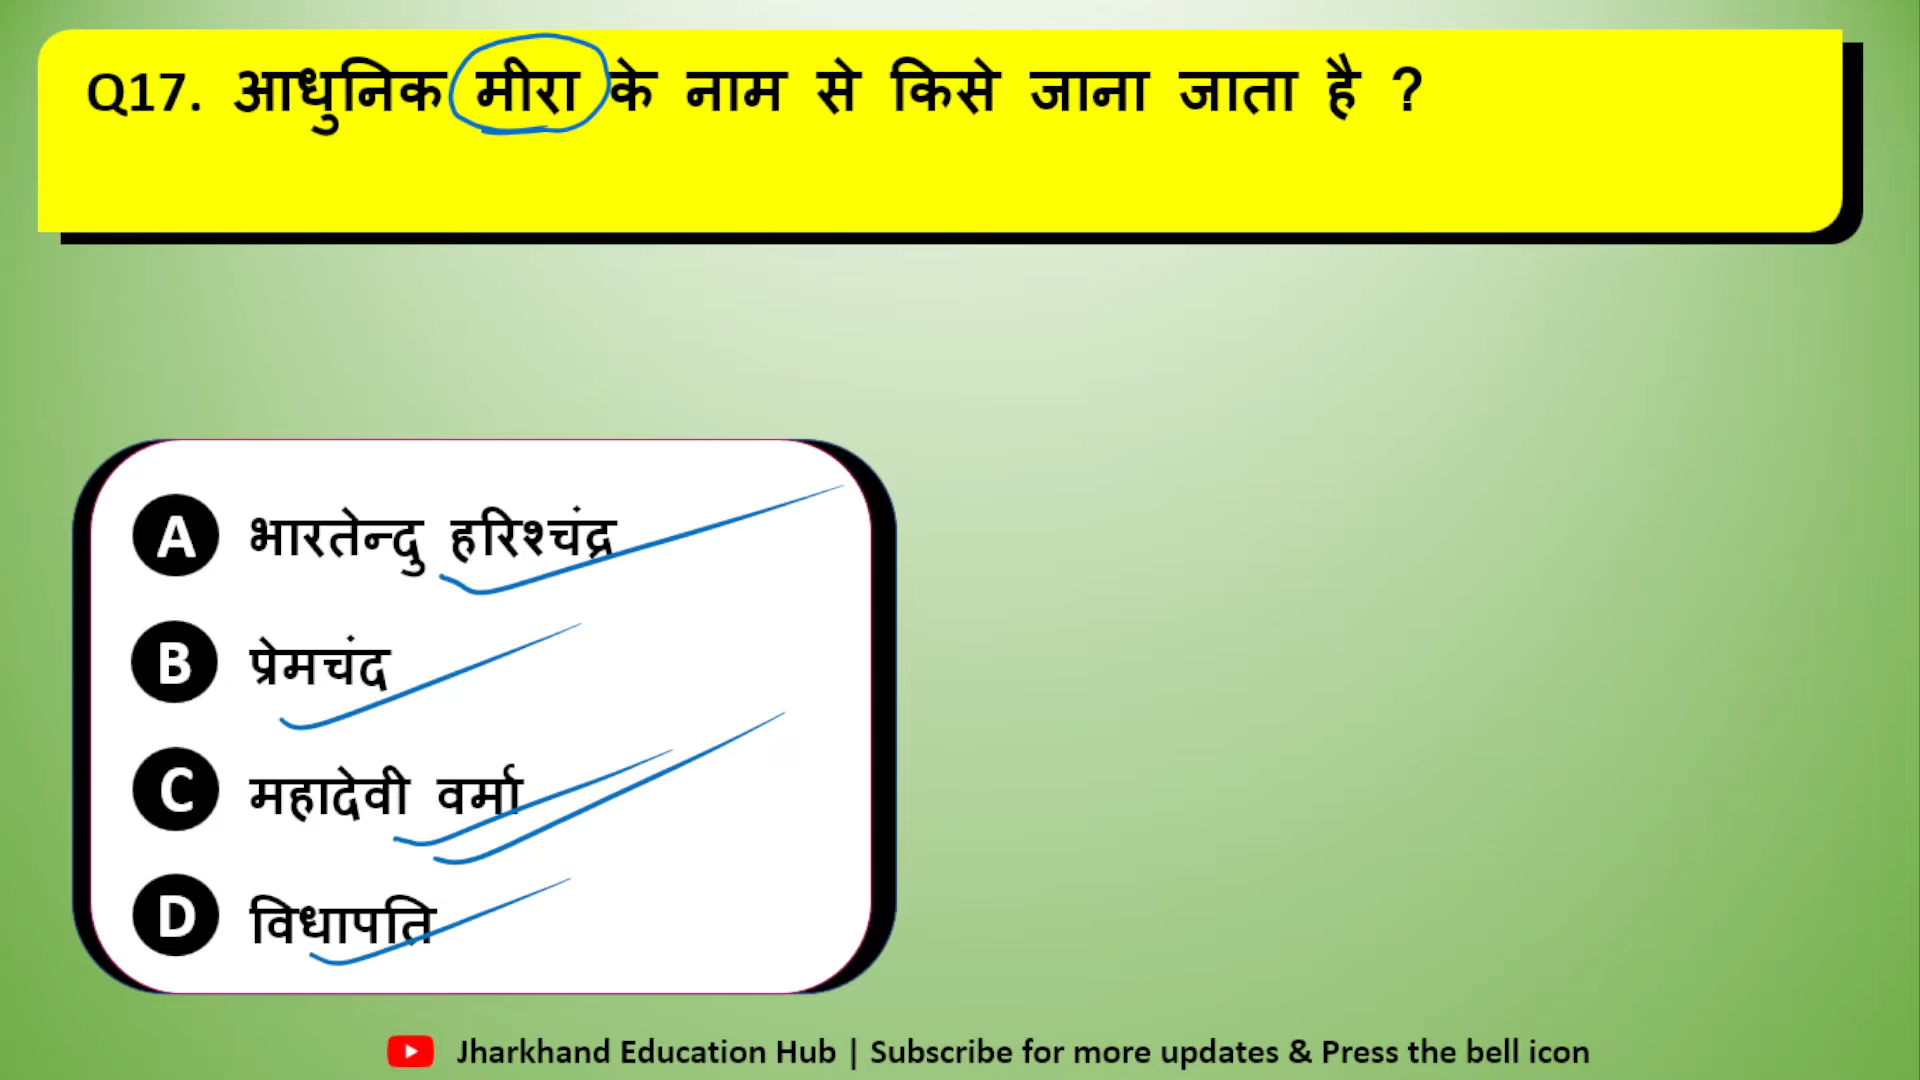 Q17. आधुनिक मीरा के नाम से किसे जाना जाता है ?
A भारतेन्दु हरिश्चंद्र
B प्रेमचंद
C महादेवी वर्मा
D विधापति
Jharkhand Education Hub | Subscribe for more updates & Press the bell icon